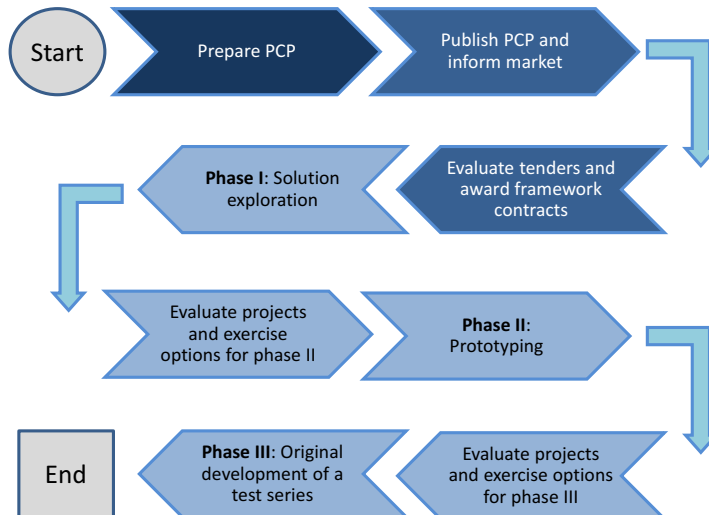 Start
Prepare PCP
Publish PCP and
inform market
Evaluate tenders and
award framework
contracts
Phase I: Solution
exploration
Evaluate projects
and exercise
options for phase II
Phase II:
Prototyping
Evaluate projects
and exercise options
for phase III
Phase III: Original
development of a
test series
End